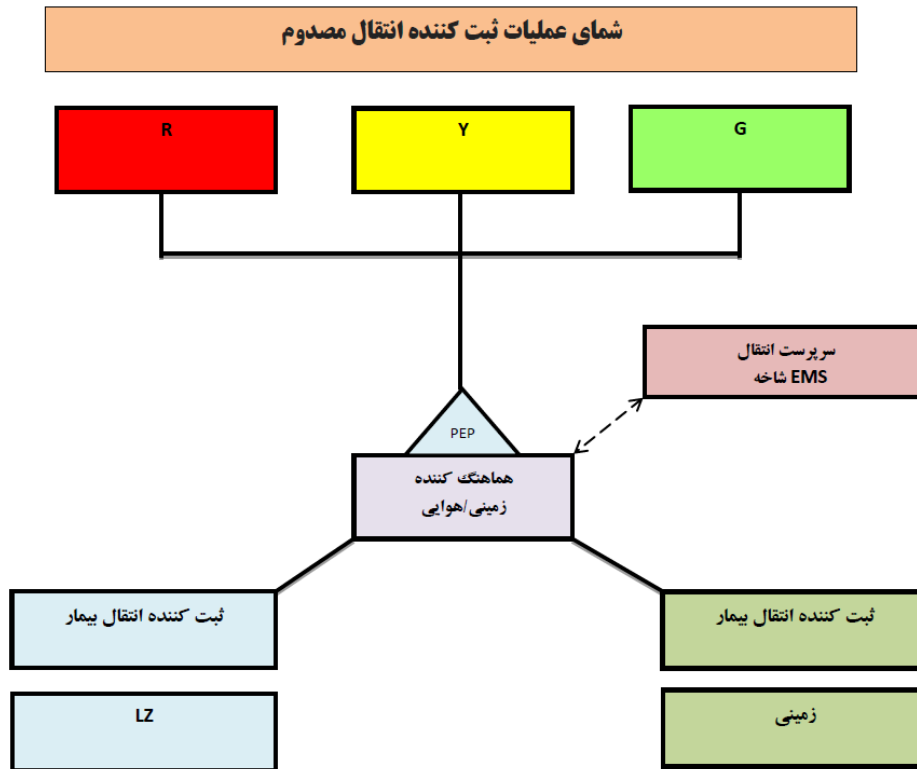 شمای عملیات ثبت کننده انتقال مصدوم
R
Y
G
سرپرست انتقال
شاخه EMS
PEP
هماهنگ کننده
زمینی/هوایی
ثبت کننده انتقال بیمار
ثبت کننده انتقال بیمار
LZ
زمینی